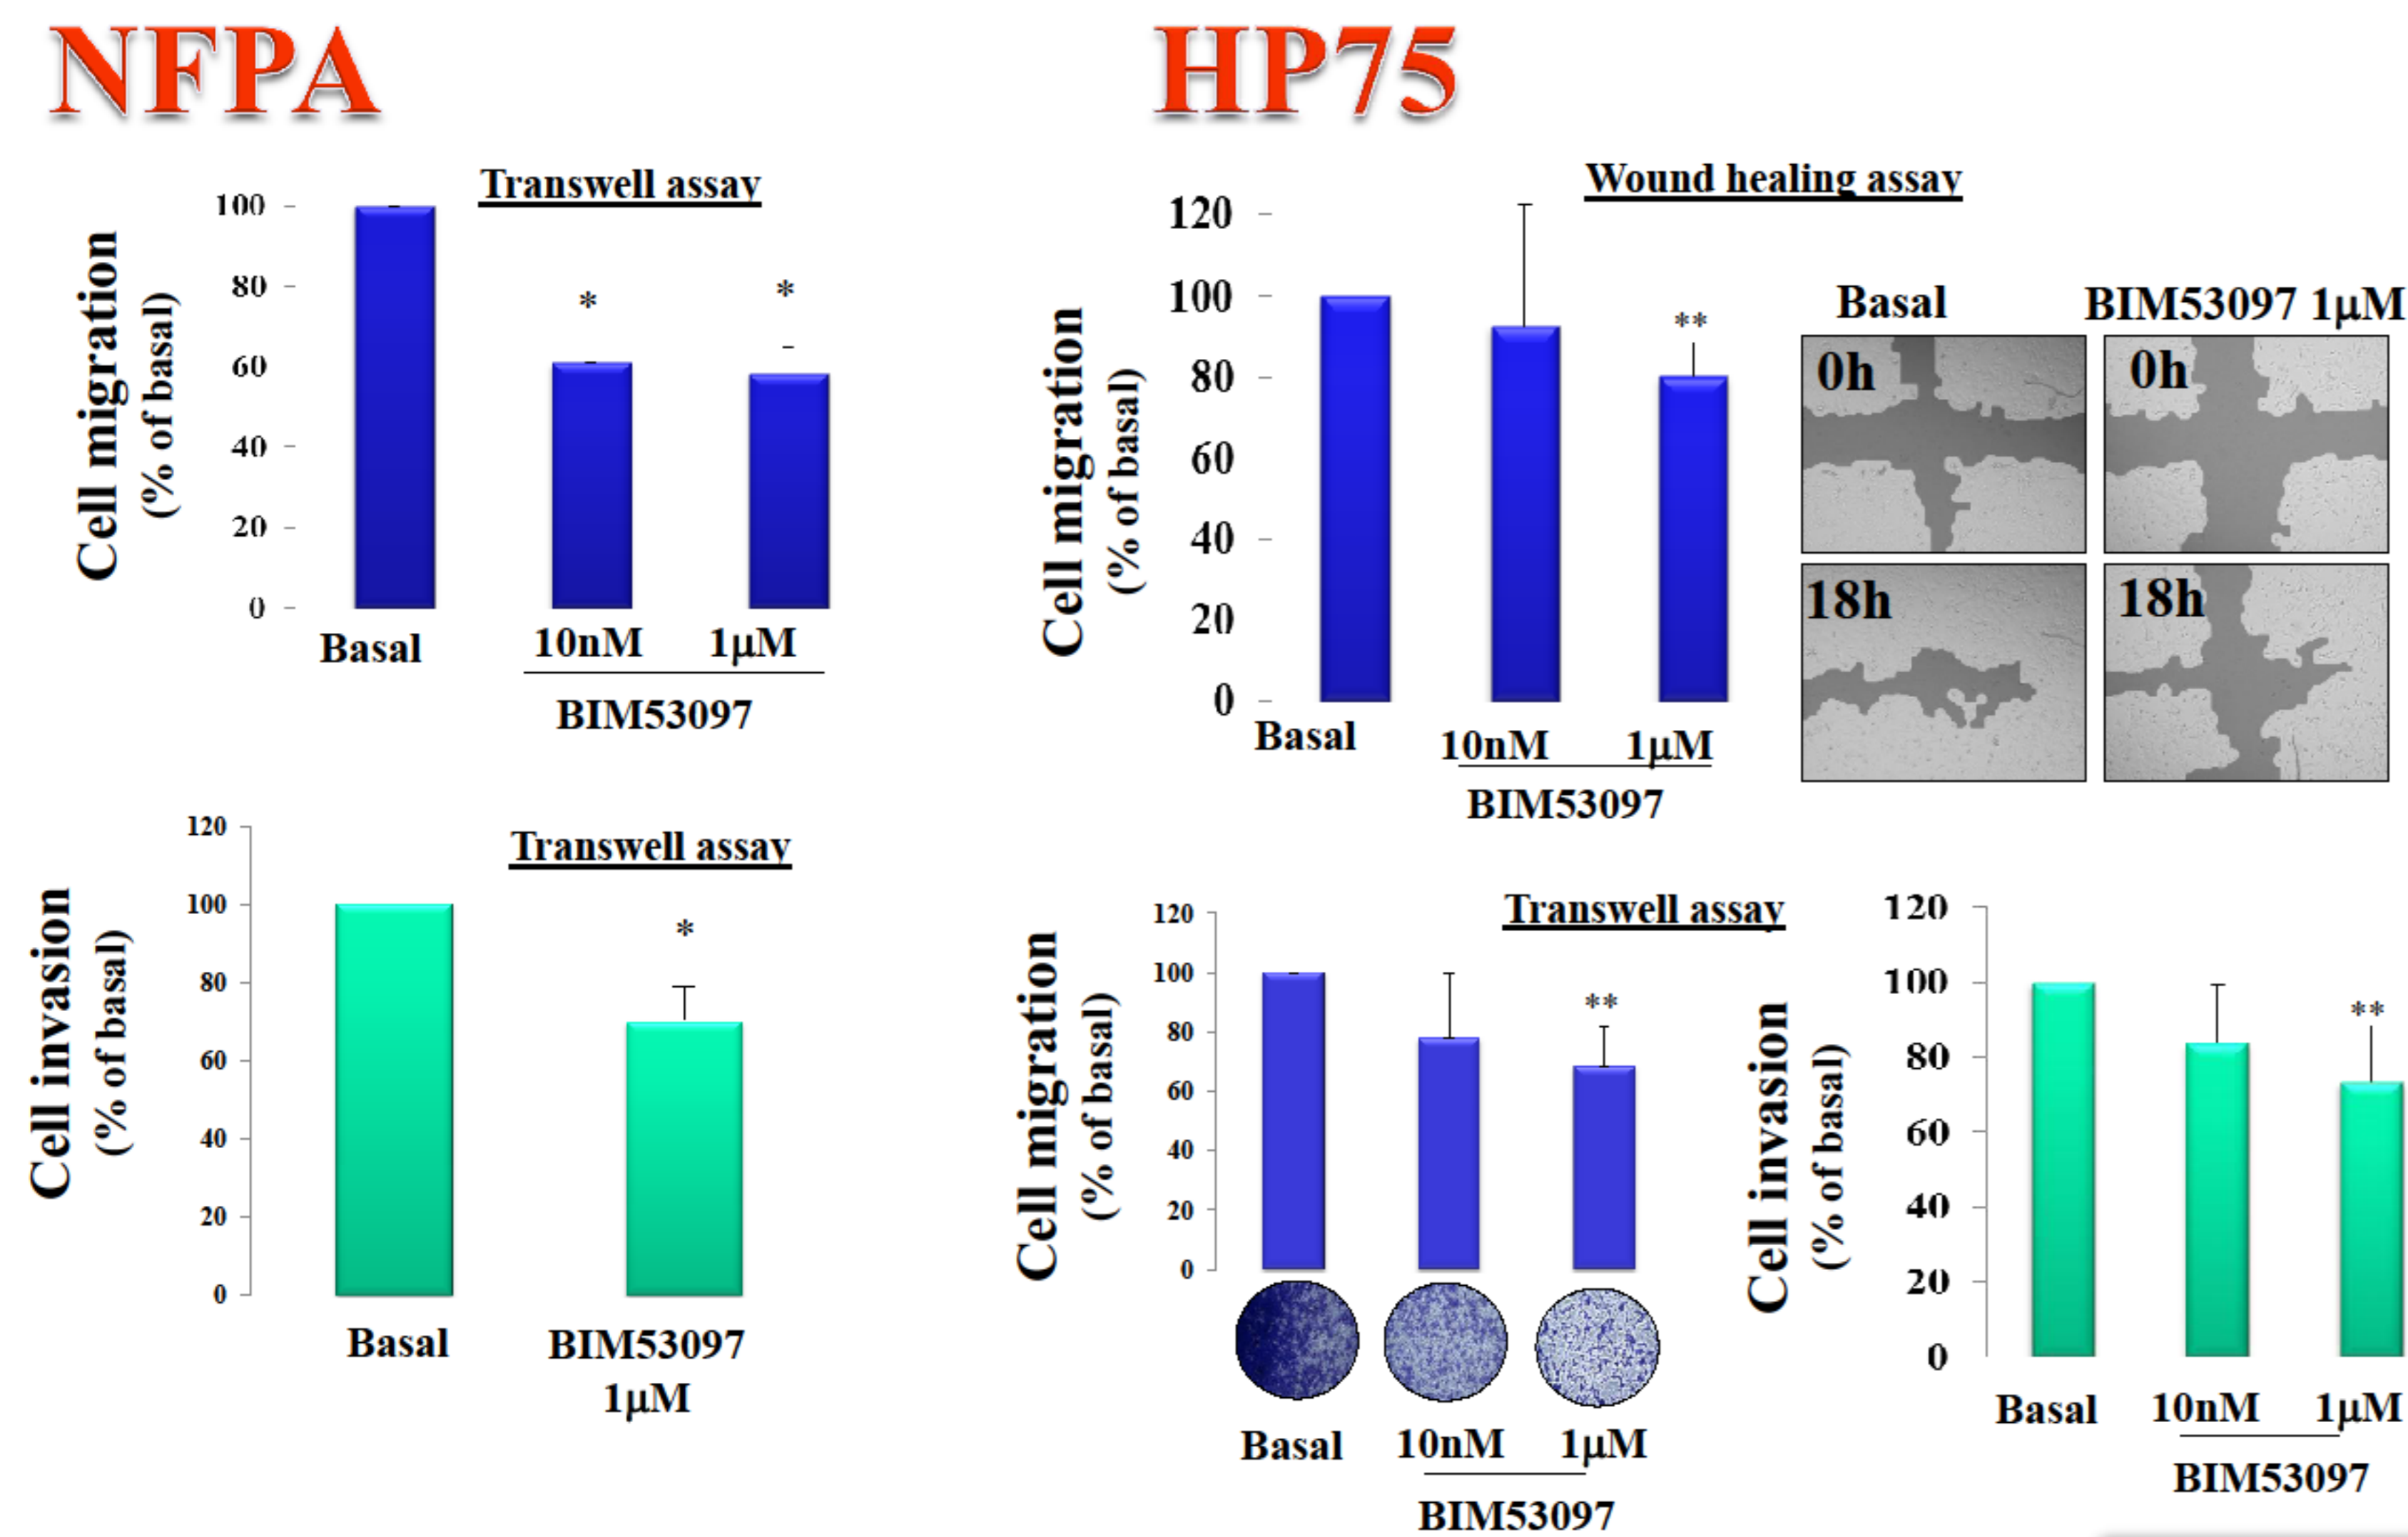 NFPA
Transwell assay
Cell migration
(% of basal)
100
80
60
40
20
0
*
*
Basal
10nM
1μM
BIM53097
Transwell assay
Cell invasion
(% of basal)
120
100
80
60
40
20
0
*
Basal
BIM53097
1μM
HP75
Wound healing assay
Cell migration
(% of basal)
120
100
80
60
40
20
0
**
Basal
10nM
1μM
BIM53097
Basal
BIM53097 1μM
0h
0h
18h
18h
Transwell assay
Cell migration
(% of basal)
120
100
80
60
40
20
0
**
Basal
10nM
1μM
BIM53097
Cell invasion
(% of basal)
120
100
80
60
40
20
0
**
Basal
10nM
1μM
BIM53097